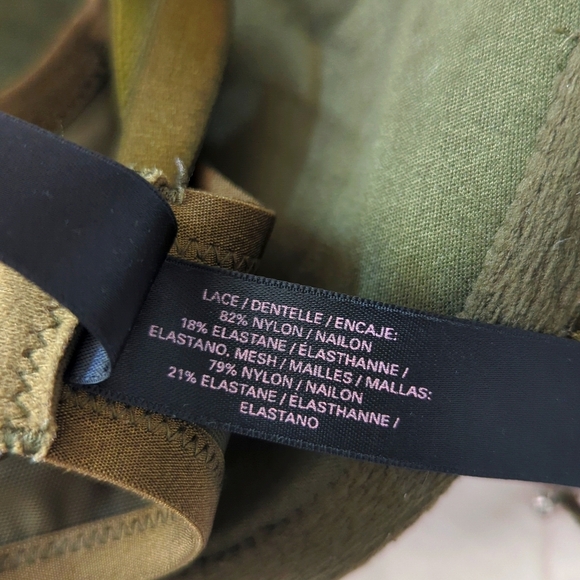 LACE / DENTELLE / ENCAJE:
82% NYLON / NAILON
18% ELASTANE / ÉLASTHANNE /
ELASTANO, MESH / MAILLES / MALLAS:
79% NYLON / NAILON
21% ELASTANE / ÉLASTHANNE /
ELASTANO